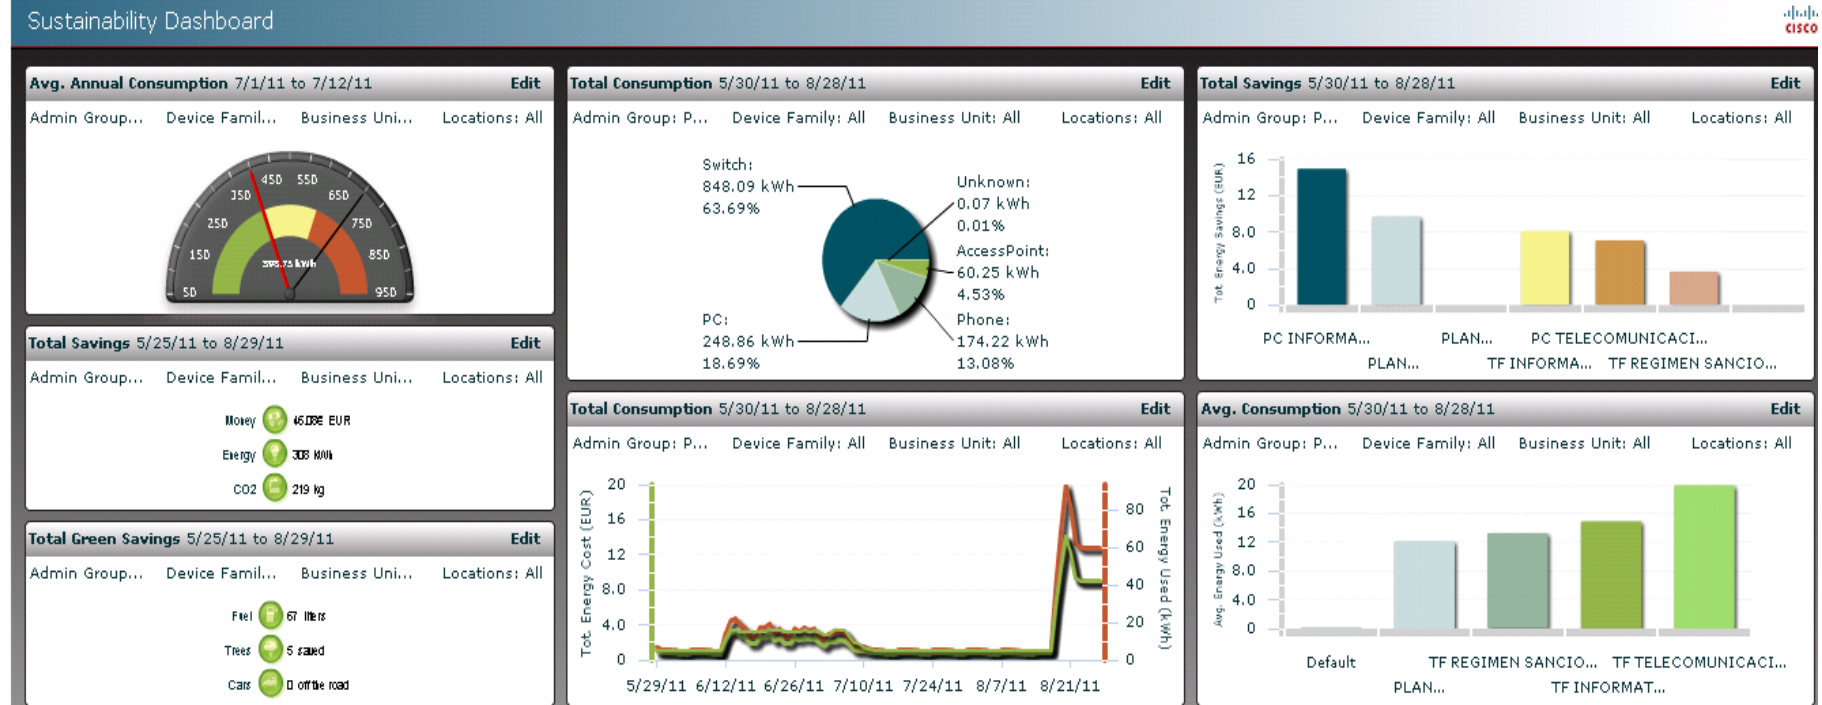 Sustainability Dashboard
CISCO
Avg. Annual Consumption 7/1/11 to 7/12/11 Edit
Admin Group... Device Famil... Business Uni... Locations: All
50
150
250
350
450
550
650
750
850
950
Total Savings 5/25/11 to 8/29/11 Edit
Admin Group... Device Famil... Business Uni... Locations: All
Money EUR
Energy 308 kWh
CO2 219 kg
Total Green Savings 5/25/11 to 8/29/11 Edit
Admin Group... Device Famil... Business Uni... Locations: All
Fuel 67 liters
Trees 5 saved
Cars 0 off the road
Total Consumption 5/30/11 to 8/28/11 Edit
Admin Group: P... Device Family: All Business Unit: All Locations: All
Switch:
848.09 kWh
63.69%
Unknown:
0.07 kWh
0.01%
AccessPoint:
60.25 kWh
4.53%
PC:
248.86 kWh
18.69%
Phone:
174.22 kWh
13.08%
Total Consumption 5/30/11 to 8/28/11 Edit
Admin Group: P... Device Family: All Business Unit: All Locations: All
Tot. Energy Cost (EUR)
20
16
12
8.0
4.0
0
Tot. Energy Used (kWh)
80
60
40
20
0
5/29/11 6/12/11 6/26/11 7/10/11 7/24/11 8/7/11 8/21/11
Total Savings 5/30/11 to 8/28/11 Edit
Admin Group: P... Device Family: All Business Unit: All Locations: All
Tot. Energy Savings (EUR)
16
12
8.0
4.0
0
PC INFORMA... PLAN... PC TELECOMUNICACI...
PLAN... TF INFORMA... TF REGIMEN SANCIO...
Avg. Consumption 5/30/11 to 8/28/11 Edit
Admin Group: P... Device Family: All Business Unit: All Locations: All
Avg. Energy Used (kWh)
20
16
12
8.0
4.0
0
Default TF REGIMEN SANCIO... TF TELECOMUNICACI...
PLAN... TF INFORMAT...